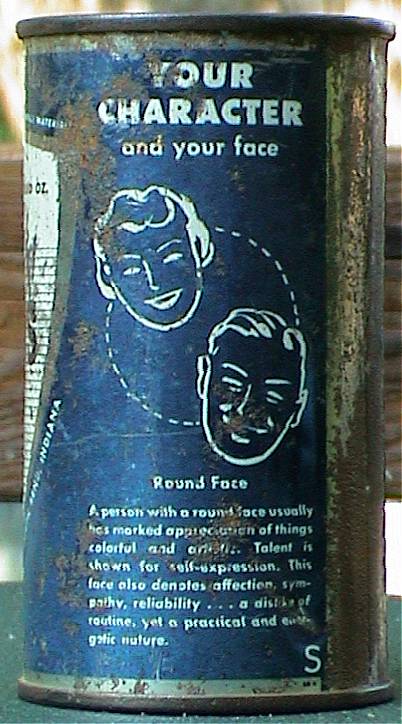 YOUR
CHARACTER
and your face
OZ.
INDIANA
Round Face
A person with a round face usually
has marked appreciation of things
colorful and artistic. Talent is
shown for self-expression. This
face also denotes affection, sym-
pathy, reliability . . . a dislike of
routine, yet a practical and ener-
getic nature.
S